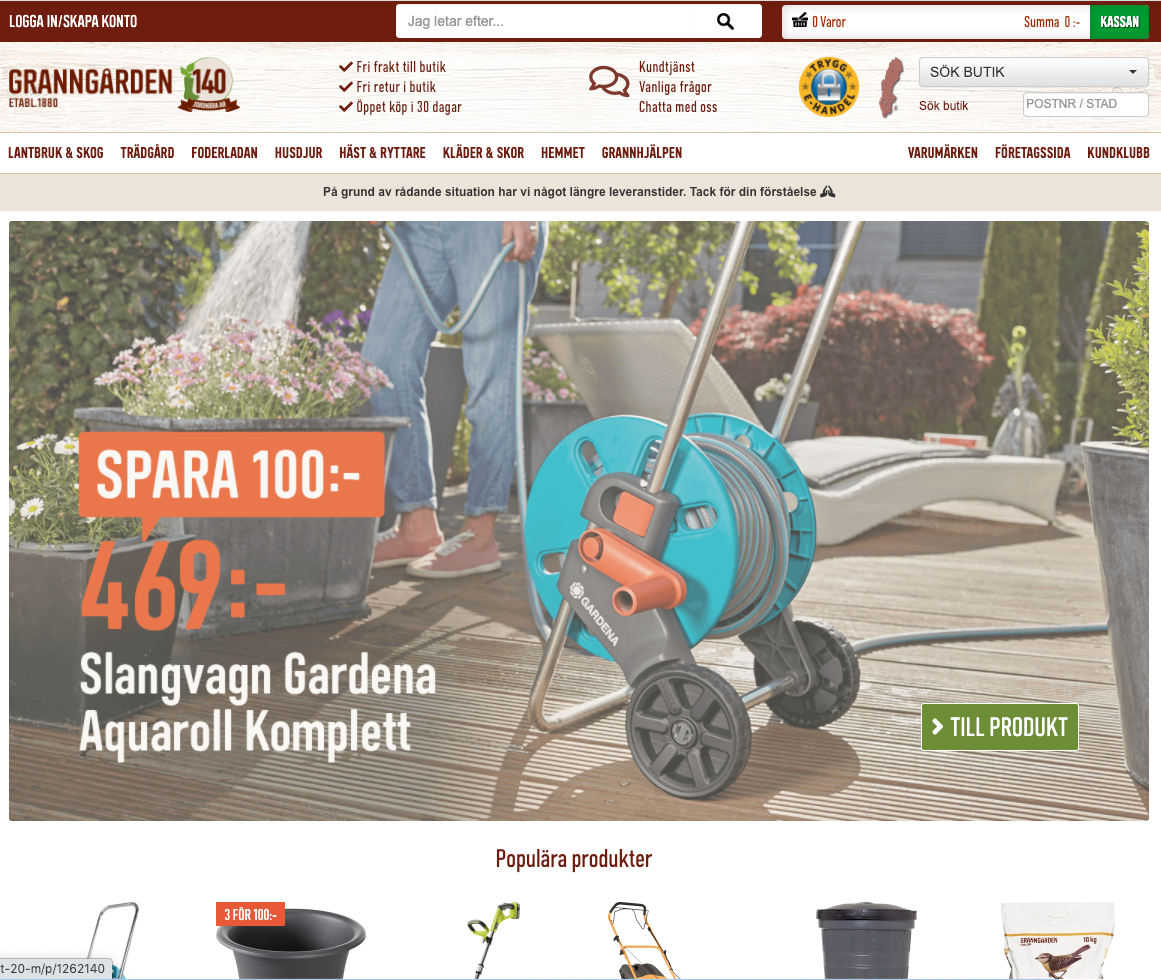 LOGGA IN/SKAPA KONTO
Jag letar efter...
0 Varor
Summa 0 :-
KASSAN
GRANNGÅRDEN 140
ETABL.1880
Fri frakt till butik
Fri retur i butik
Öppet köp i 30 dagar
Kundtjänst
Vanliga frågor
Chatta med oss
TRYGG
E-HANDEL
SÖK BUTIK
Sök butik
POSTNR / STAD
LANTBRUK & SKOG TRÄDGÅRD FODERLADAN HUSDJUR HÄST & RYTTARE KLÄDER & SKOR HEMMET GRANNHJÄLPEN VARUMÄRKEN FÖRETAGSSIDA KUNDKLUBB
På grund av rådande situation har vi något längre leveranstider. Tack för din förståelse
SPARA 100:-
469:-
Slangvagn Gardena
Aquaroll Komplett
GARDENA
TILL PRODUKT
Populära produkter
3 FÖR 100:-
GRANNGÅRDEN
10 kg
t-20-m/p/1262140